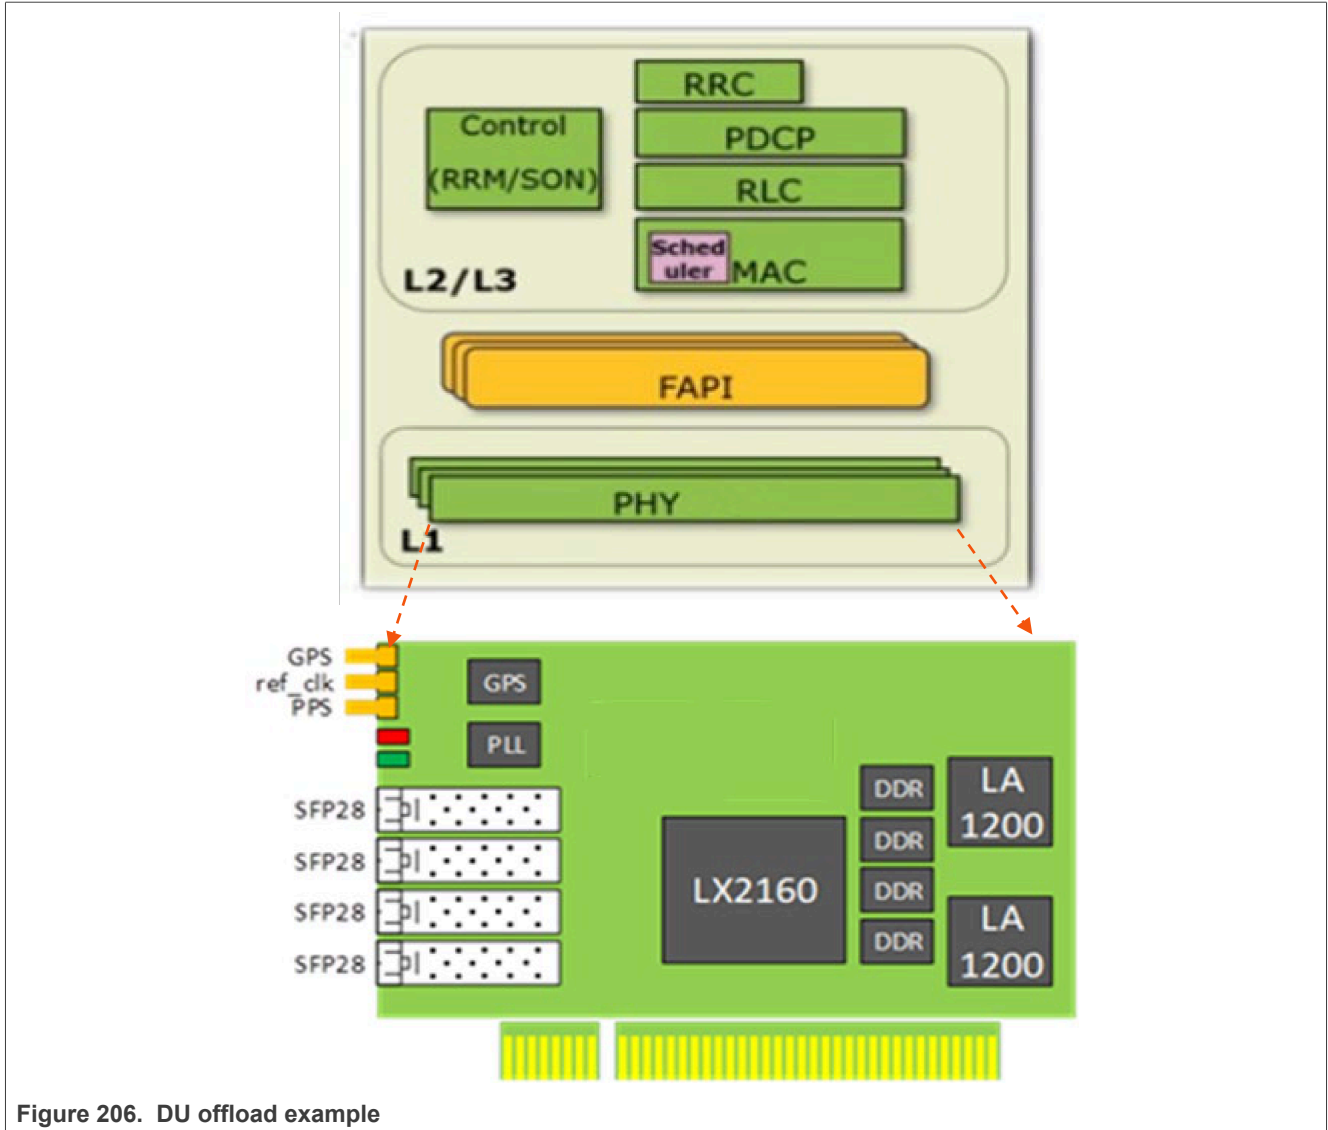 RRC
Control
(RRM/SON)
PDCP
RLC
Sched
uler
MAC
L2/L3
FAPI
PHY
L1
GPS
ref_clk
PPS
GPS
PLL
SFP28
SFP28
SFP28
SFP28
LX2160
DDR
DDR
DDR
DDR
LA
1200
LA
1200
Figure 206. DU offload example